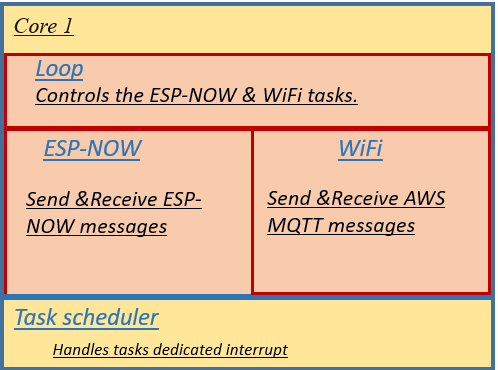 Core 1
Loop
Controls the ESP-NOW & WiFi tasks.
ESP-NOW
Send &Receive ESP-
NOW messages
WiFi
Send &Receive AWS
MQTT messages
Task scheduler
Handles tasks dedicated interrupt